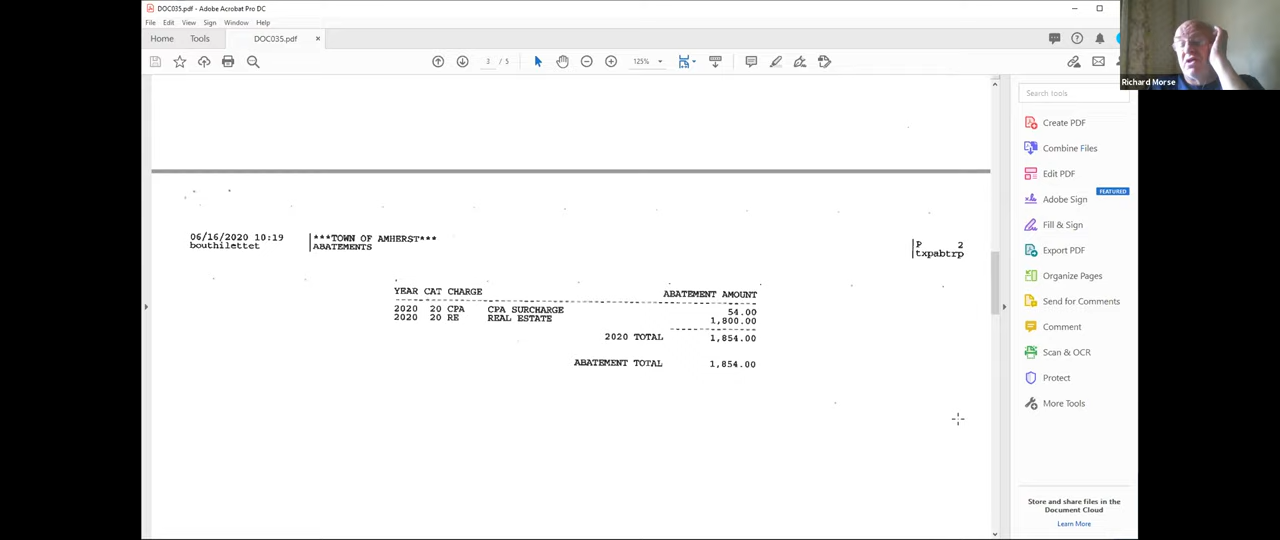 DOC035.pdf - Adobe Acrobat Pro DC
File Edit View Sign Window Help
Home Tools DOC035.pdf ×
3 / 5 125%
Richard Morse
Search tools
Create PDF
Combine Files
Edit PDF
FEATURED
Adobe Sign
Fill & Sign
Export PDF
Organize Pages
Send for Comments
Comment
Scan & OCR
Protect
More Tools
Store and share files in the
Document Cloud
Learn More
06/16/2020 10:19 ***TOWN OF AMHERST*** P 2
bouthilettet ABATEMENTS txpabtrp
YEAR CAT CHARGE ABATEMENT AMOUNT
2020 20 CPA CPA SURCHARGE 54.00
2020 20 RE REAL ESTATE 1,800.00
2020 TOTAL 1,854.00
ABATEMENT TOTAL 1,854.00